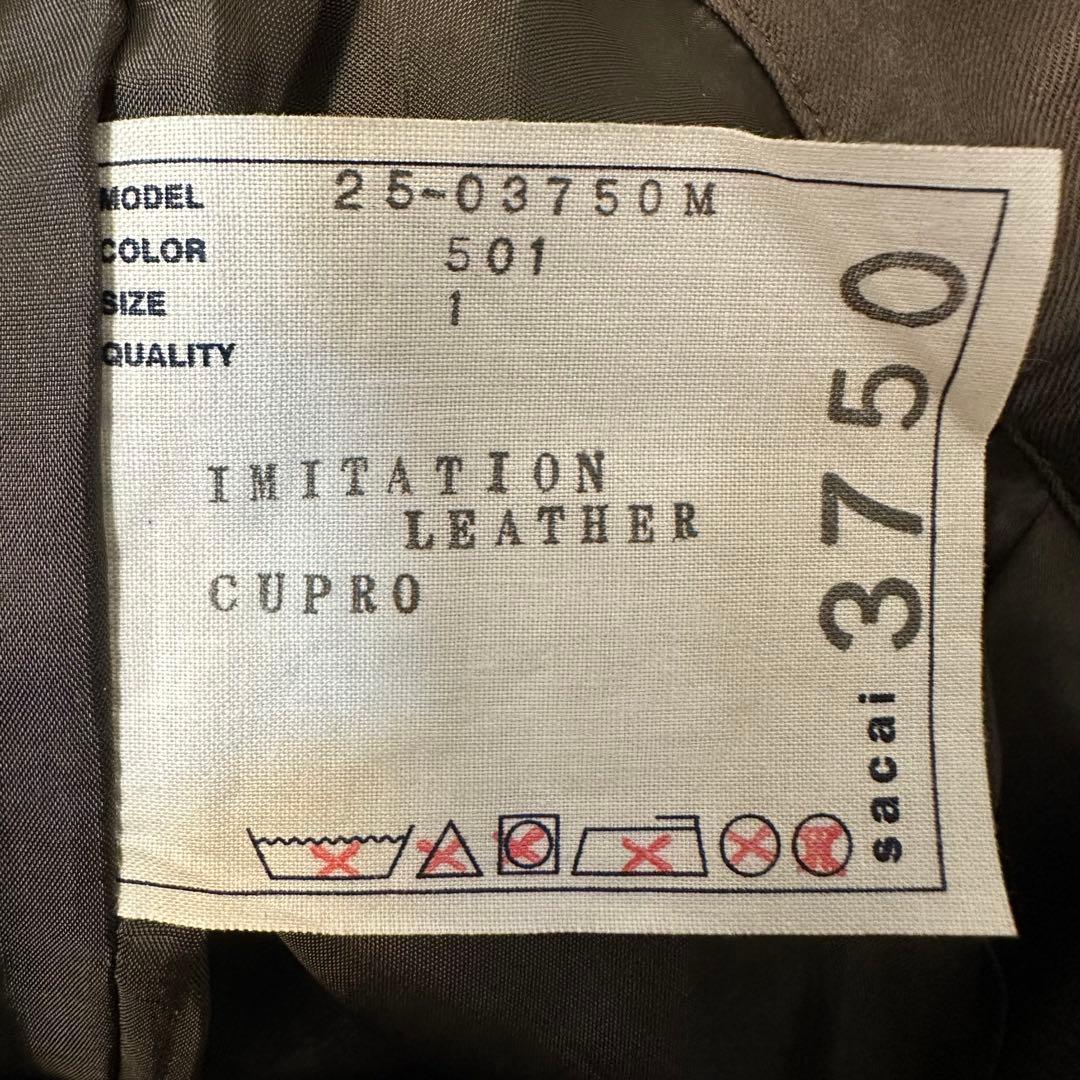 MODEL 25-03750M
COLOR 501
SIZE 1
QUALITY
IMITATION
LEATHER
CUPRO
sacai 3750